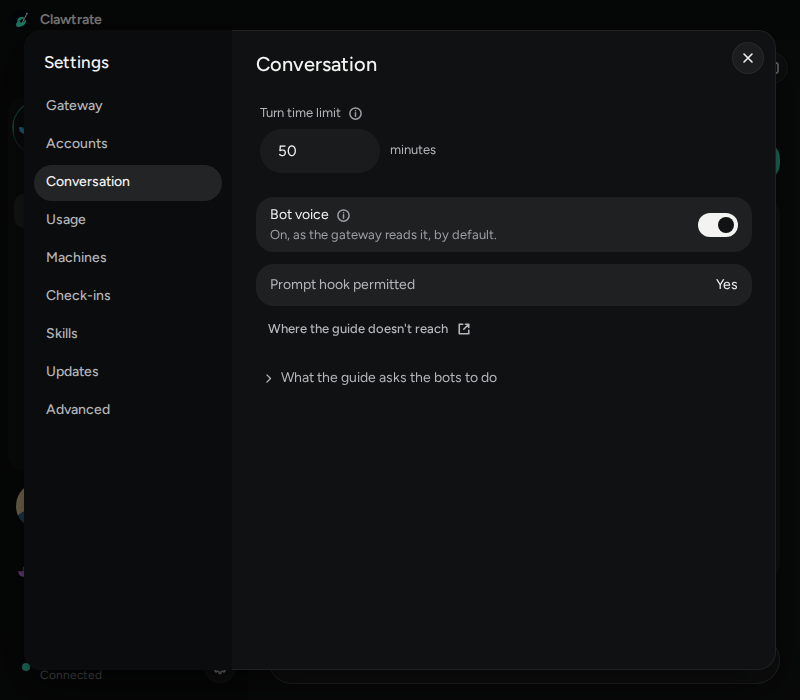 Clawtrate
Settings
Gateway
Accounts
Conversation
Usage
Machines
Check-ins
Skills
Updates
Advanced
Conversation
Turn time limit
50 minutes
Bot voice
On, as the gateway reads it, by default.
Prompt hook permitted Yes
Where the guide doesn't reach
What the guide asks the bots to do
Connected